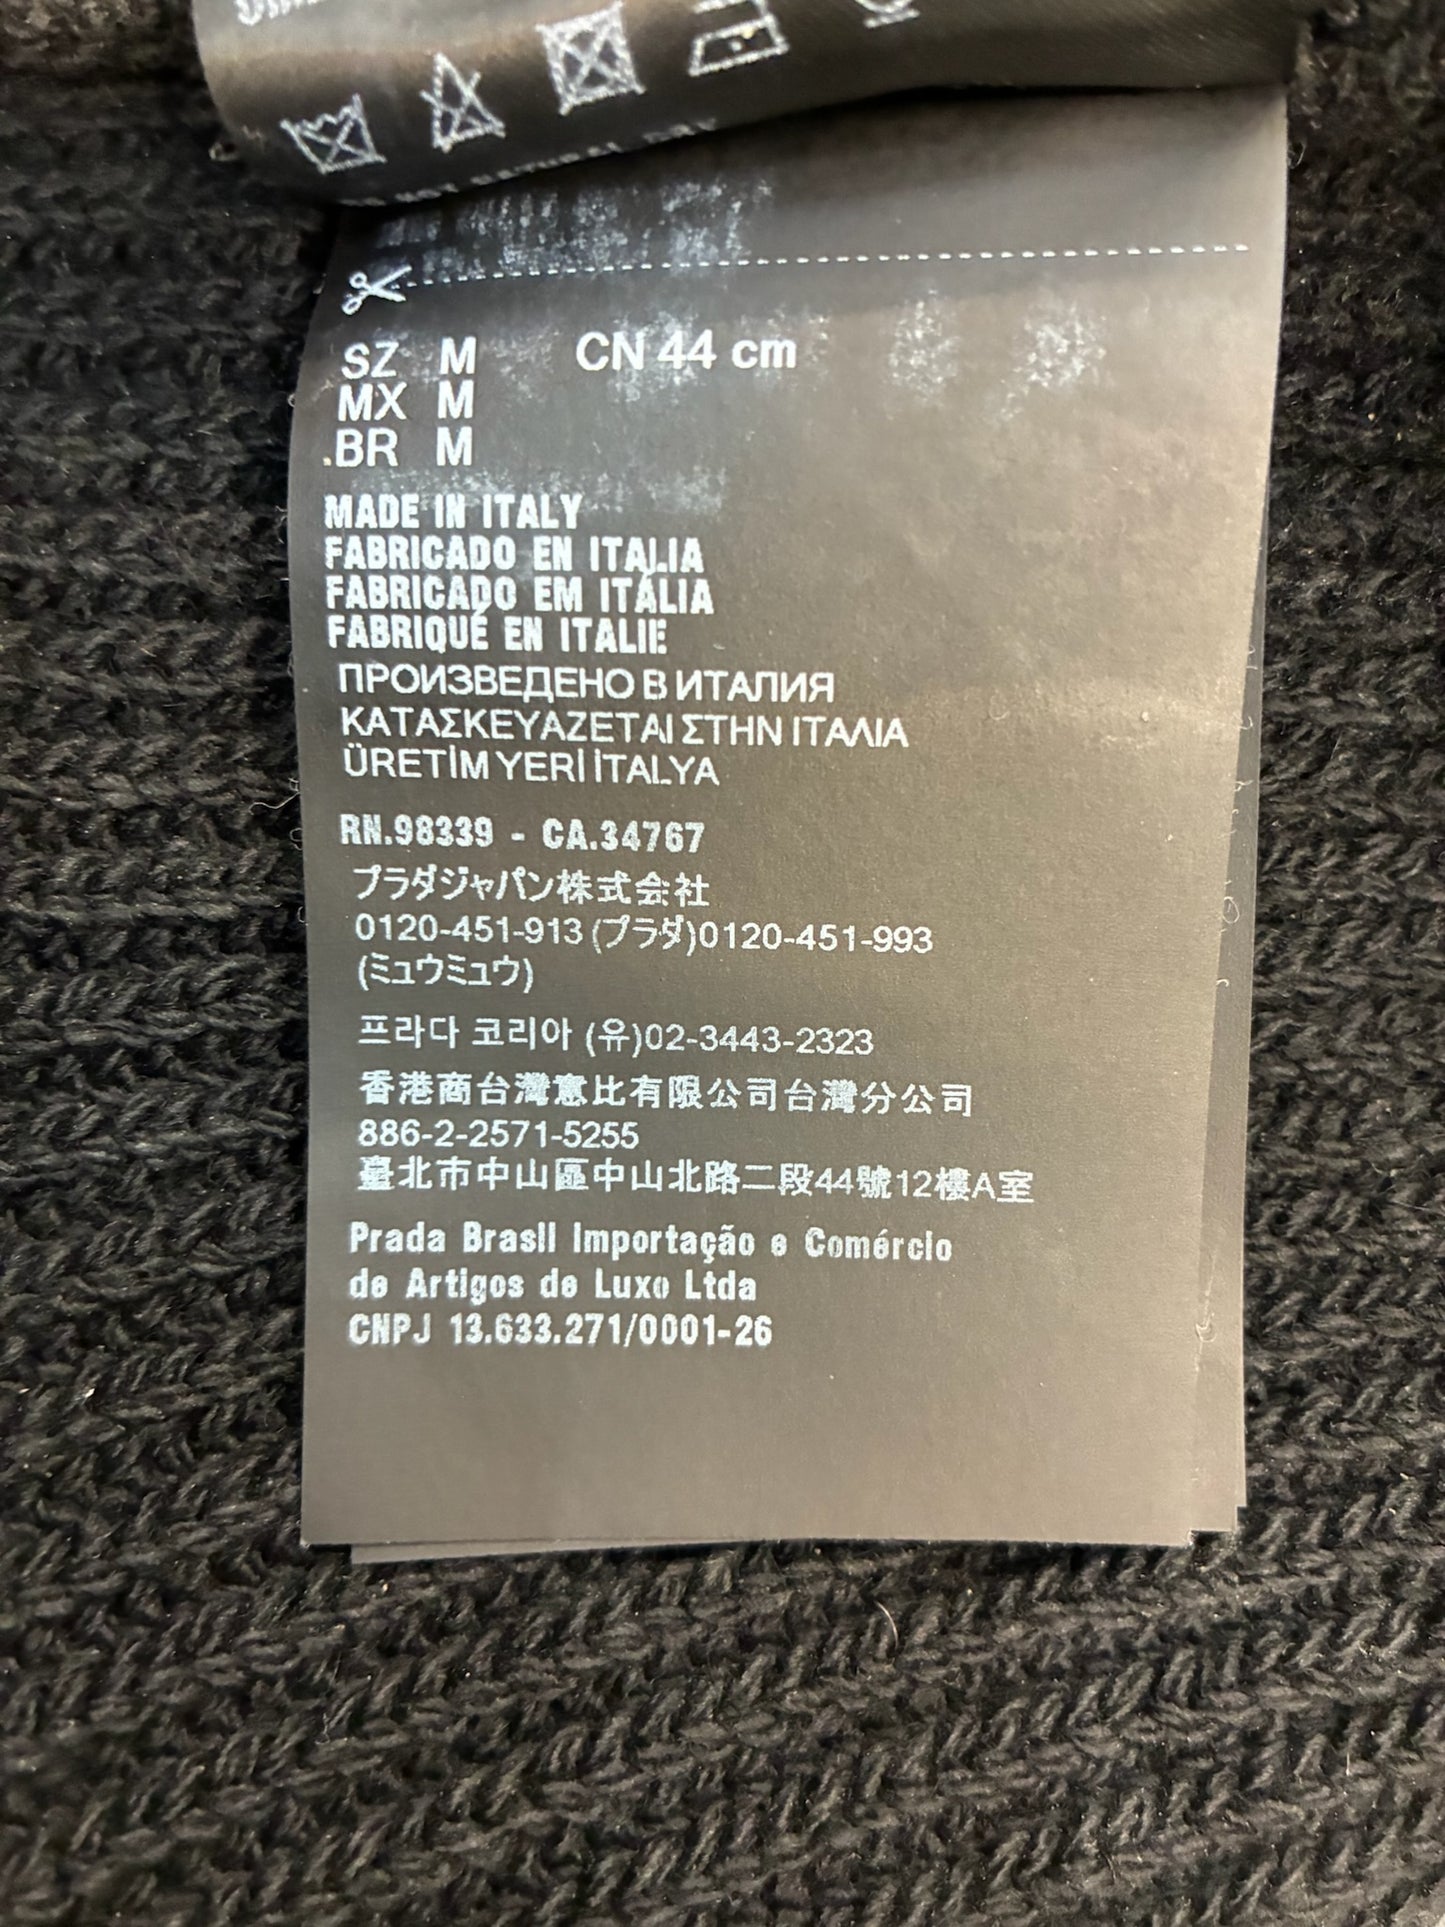 SZ M CN 44 cm
MX M
BR M
MADE IN ITALY
FABRICADO EN ITALIA
FABRICADO EM ITÁLIA
FABRIQUÉ EN ITALIE
ПРОИЗВЕДЕНО В ИТАЛИЯ
ΚΑΤΑΣΚΕΥΑΖΕΤΑΙ ΣΤΗΝ ΙΤΑΛΙΑ
ÜRETİM YERİ İTALYA
RN.98339 - CA.34767
プラダジャパン株式会社
0120-451-913 (プラダ)0120-451-993
(ミュウミュウ)
프라다 코리아 (유)02-3443-2323
香港商台灣意比有限公司台灣分公司
886-2-2571-5255
臺北市中山區中山北路二段44號12樓A室
Prada Brasil Importação e Comércio
de Artigos de Luxo Ltda
CNPJ 13.633.271/0001-26